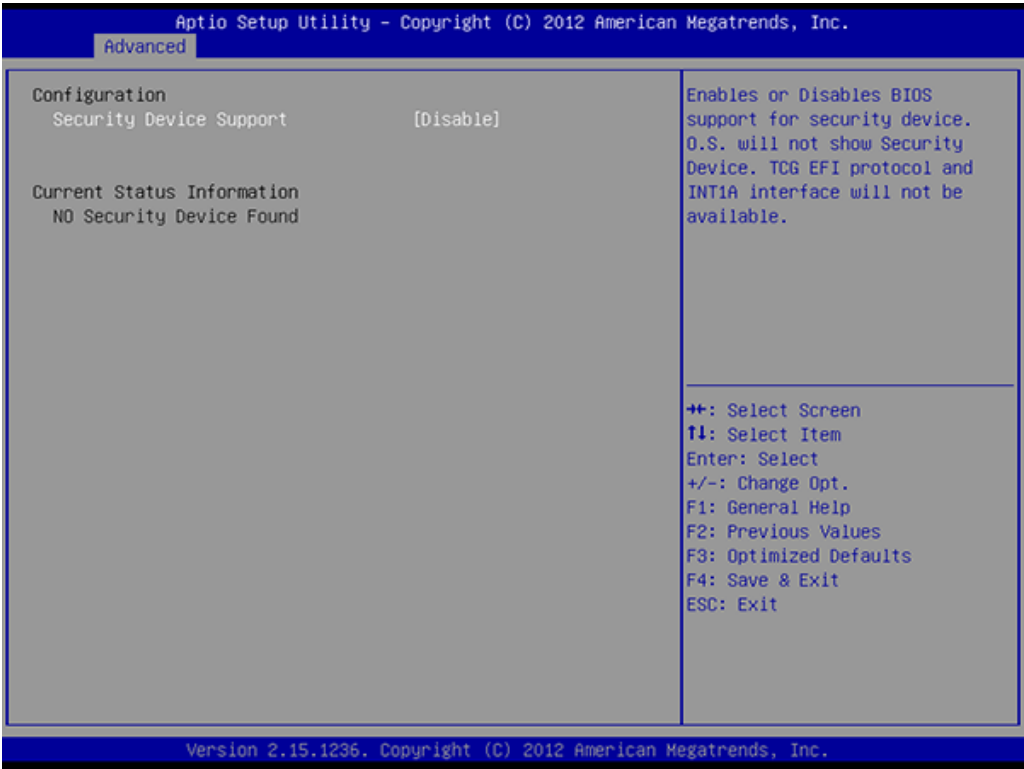 Aptio Setup Utility – Copyright (C) 2012 American Megatrends, Inc.
Advanced
Configuration
Security Device Support [Disable]
Current Status Information
NO Security Device Found
Enables or Disables BIOS
support for security device.
O.S. will not show Security
Device. TCG EFI protocol and
INT1A interface will not be
available.
→←: Select Screen
↑↓: Select Item
Enter: Select
+/-: Change Opt.
F1: General Help
F2: Previous Values
F3: Optimized Defaults
F4: Save & Exit
ESC: Exit
Version 2.15.1236. Copyright (C) 2012 American Megatrends, Inc.